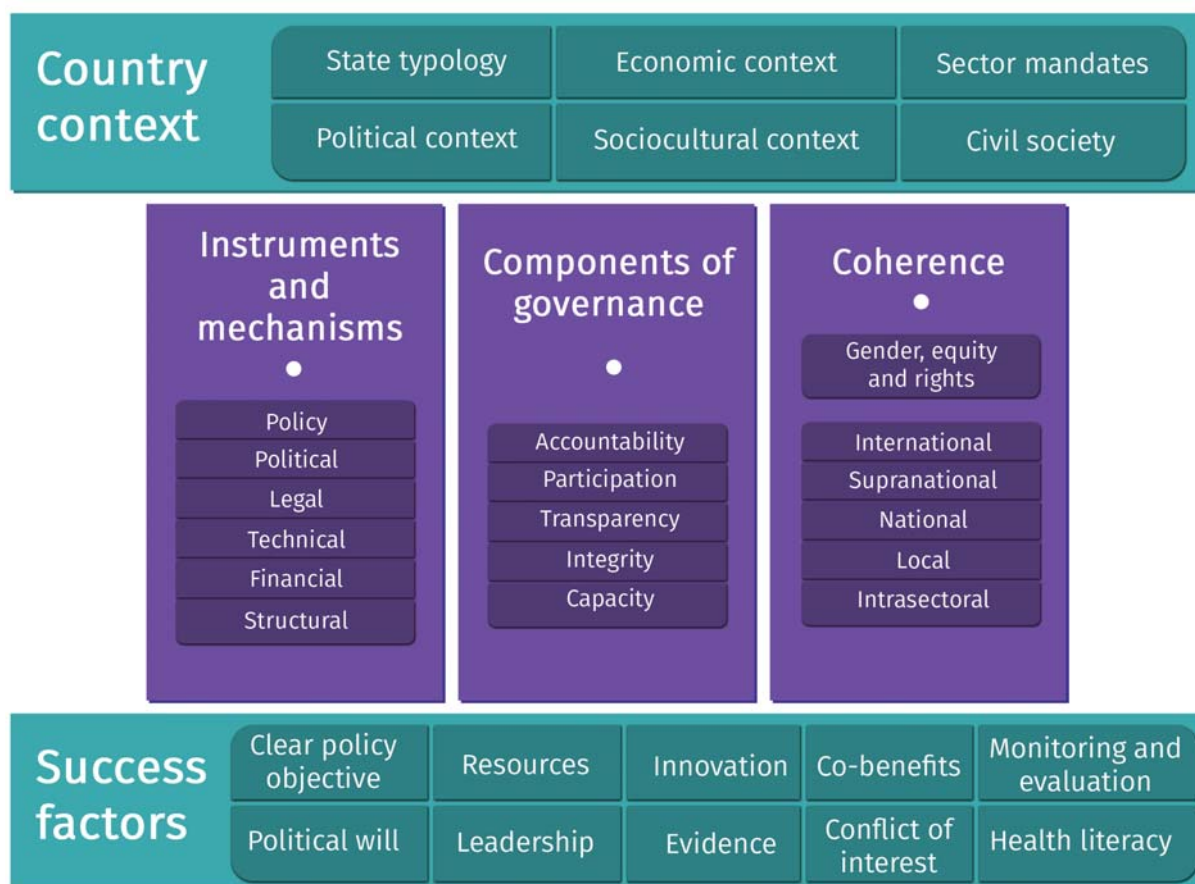 Country
context
State typology
Economic context
Sector mandates
Political context
Sociocultural context
Civil society
Instruments
and
mechanisms
Policy
Political
Legal
Technical
Financial
Structural
Components of
governance
Accountability
Participation
Transparency
Integrity
Capacity
Coherence
Gender, equity
and rights
International
Supranational
National
Local
Intrasectoral
Success
factors
Clear policy
objective
Resources
Innovation
Co-benefits
Monitoring and
evaluation
Political will
Leadership
Evidence
Conflict of
interest
Health literacy